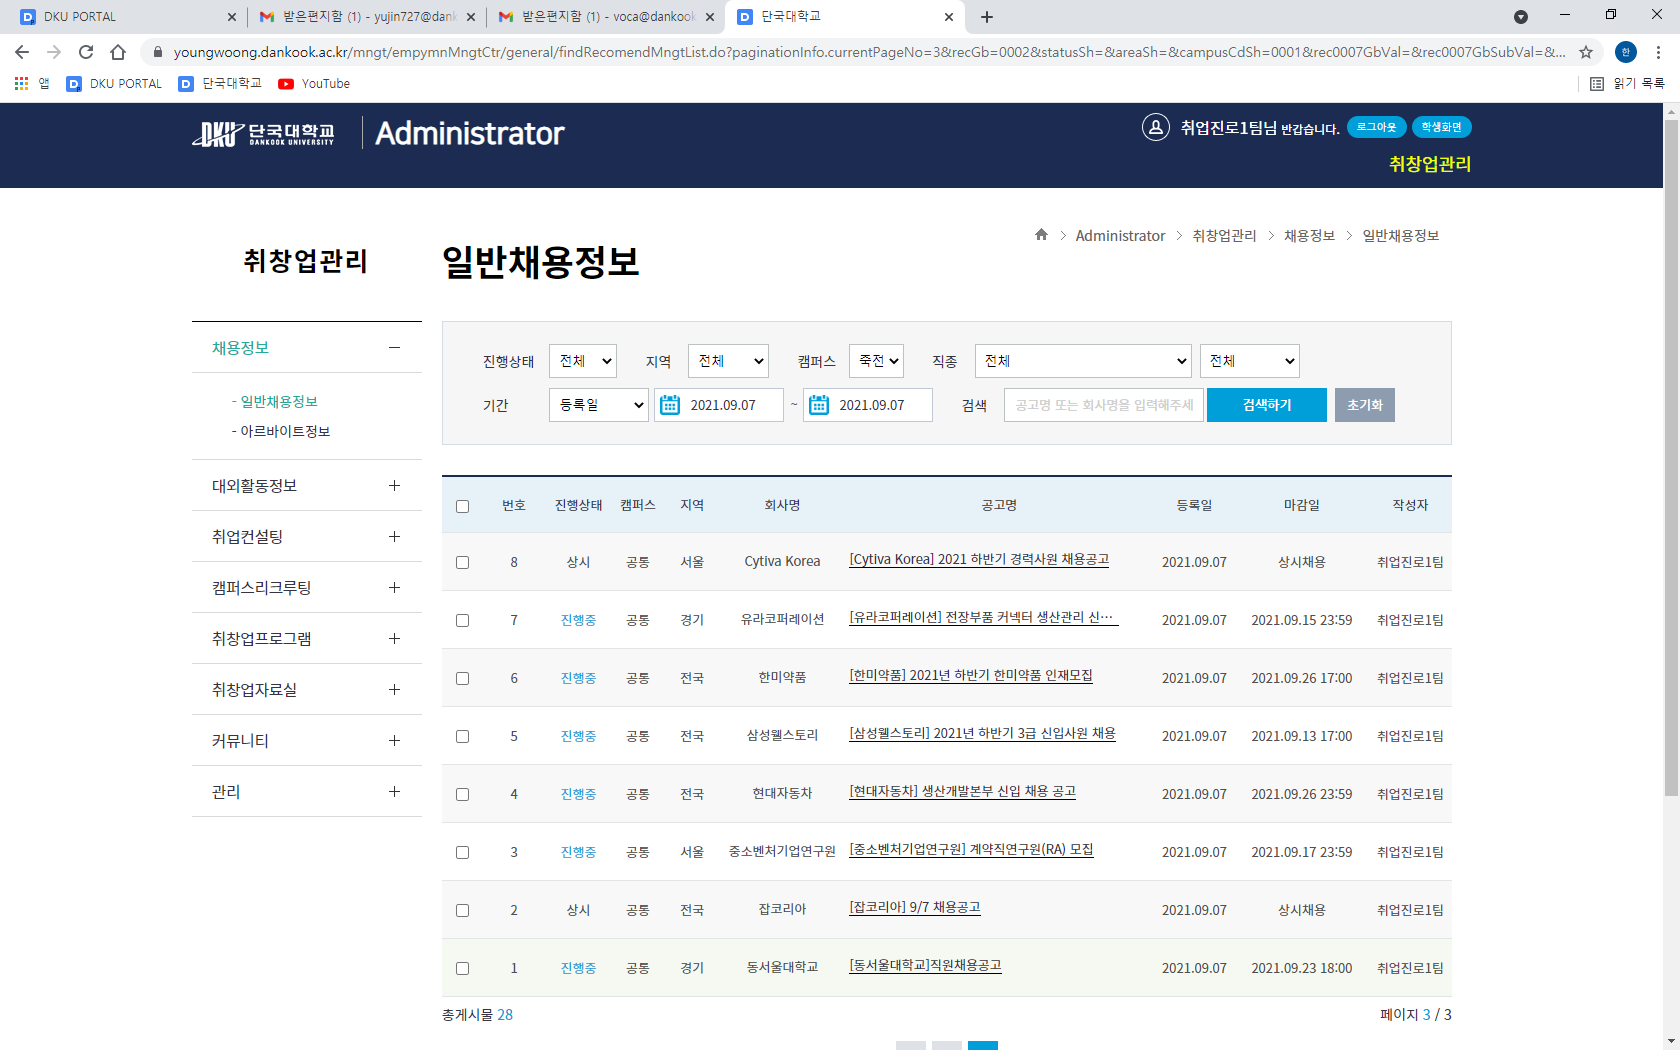 DKU PORTAL
받은편지함 (1) - yujin727@dank
받은편지함 (1) - voca@dankook
단국대학교
youngwoong.dankook.ac.kr/mngt/empymnMngtCtr/general/findRecomendMngtList.do?paginationInfo.currentPageNo=3&recGb=0002&statusSh=&areaSh=&campusCdSh=0001&rec0007GbVal=&rec0007GbSubVal=&...
한
앱
DKU PORTAL
단국대학교
YouTube
읽기 목록
DKU 단국대학교
DANKOOK UNIVERSITY
Administrator
취업진로1팀님 반갑습니다.
로그아웃
학생화면
취창업관리
Administrator > 취창업관리 > 채용정보 > 일반채용정보
취창업관리
일반채용정보
채용정보
- 일반채용정보
- 아르바이트정보
대외활동정보
취업컨설팅
캠퍼스리크루팅
취창업프로그램
취창업자료실
커뮤니티
관리
진행상태 전체 지역 전체 캠퍼스 죽전 직종 전체 전체
기간 등록일 2021.09.07 ~ 2021.09.07 검색 공고명 또는 회사명을 입력해주세 검색하기 초기화
번호 진행상태 캠퍼스 지역 회사명 공고명 등록일 마감일 작성자
8 상시 공통 서울 Cytiva Korea [Cytiva Korea] 2021 하반기 경력사원 채용공고 2021.09.07 상시채용 취업진로1팀
7 진행중 공통 경기 유라코퍼레이션 [유라코퍼레이션] 전장부품 커넥터 생산관리 신… 2021.09.07 2021.09.15 23:59 취업진로1팀
6 진행중 공통 전국 한미약품 [한미약품] 2021년 하반기 한미약품 인재모집 2021.09.07 2021.09.26 17:00 취업진로1팀
5 진행중 공통 전국 삼성웰스토리 [삼성웰스토리] 2021년 하반기 3급 신입사원 채용 2021.09.07 2021.09.13 17:00 취업진로1팀
4 진행중 공통 전국 현대자동차 [현대자동차] 생산개발본부 신입 채용 공고 2021.09.07 2021.09.26 23:59 취업진로1팀
3 진행중 공통 서울 중소벤처기업연구원 [중소벤처기업연구원] 계약직연구원(RA) 모집 2021.09.07 2021.09.17 23:59 취업진로1팀
2 상시 공통 전국 잡코리아 [잡코리아] 9/7 채용공고 2021.09.07 상시채용 취업진로1팀
1 진행중 공통 경기 동서울대학교 [동서울대학교]직원채용공고 2021.09.07 2021.09.23 18:00 취업진로1팀
총게시물 28
페이지 3 / 3